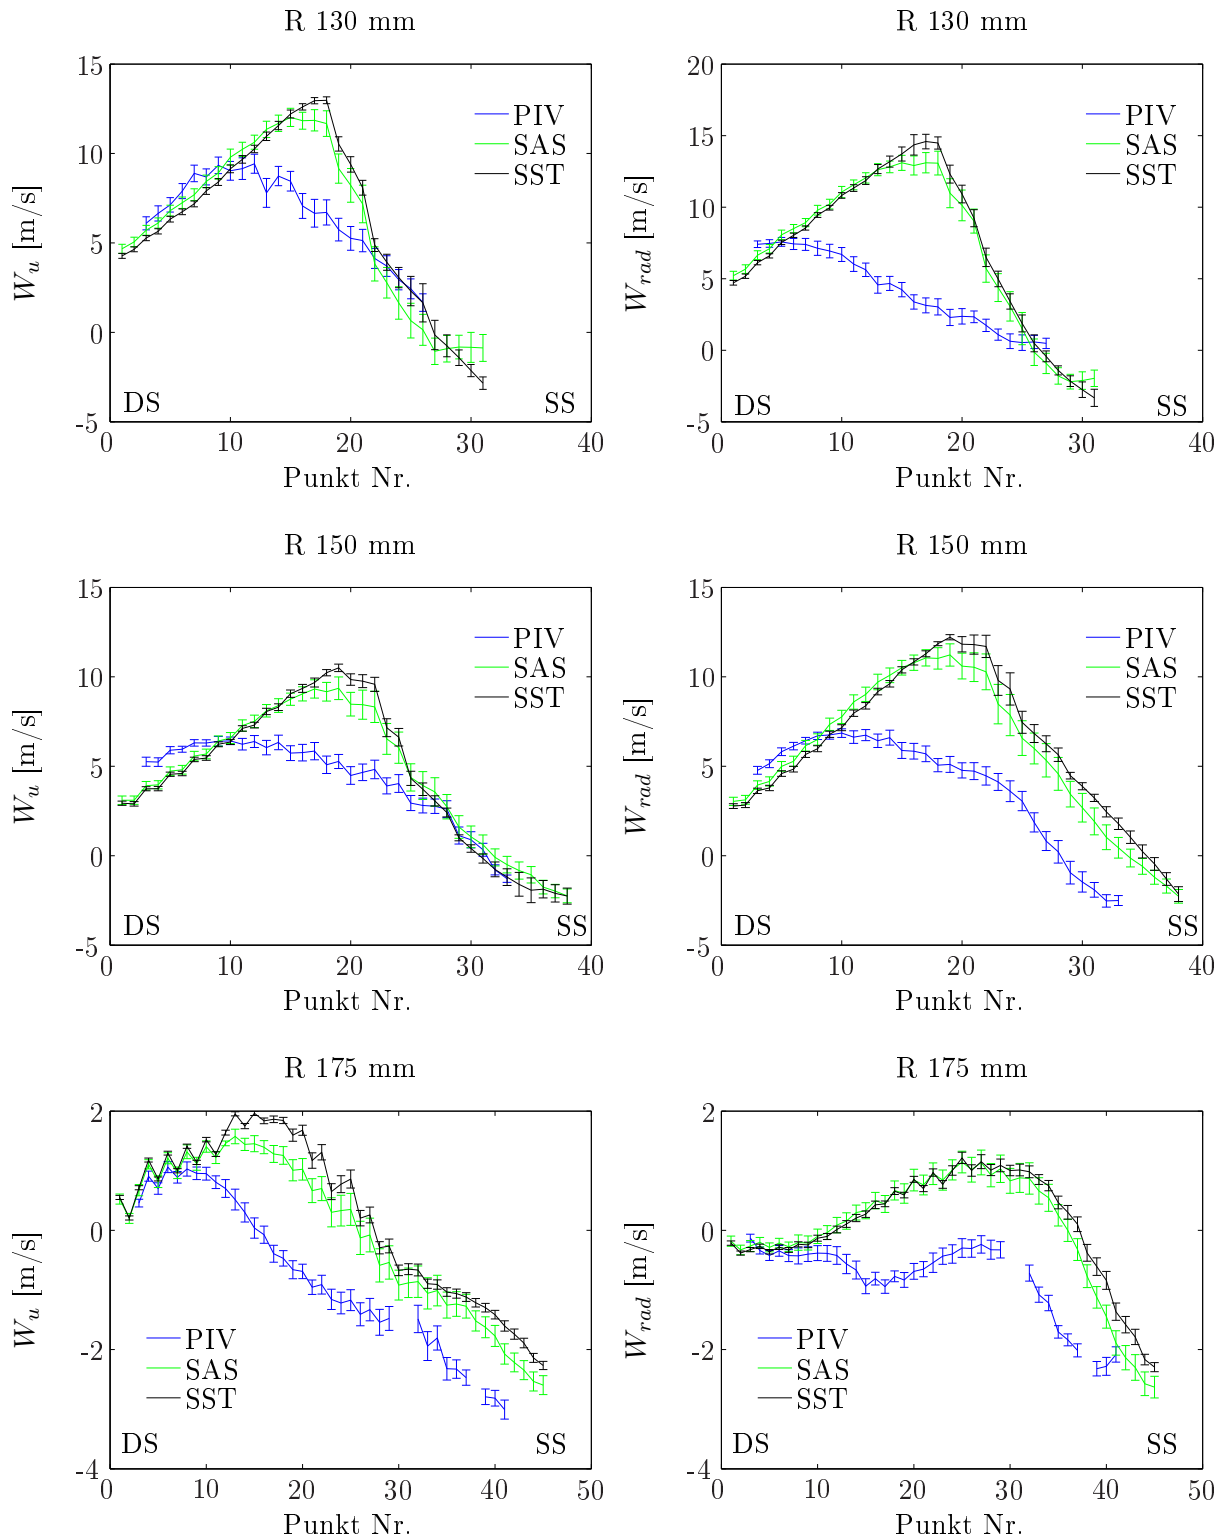 R 130 mm
15
10
5
0
-5
W_u [m/s]
PIV
SAS
SST
DS
SS
0 10 20 30 40
Punkt Nr.
R 130 mm
20
15
10
5
0
-5
W_rad [m/s]
PIV
SAS
SST
DS
SS
0 10 20 30 40
Punkt Nr.
R 150 mm
15
10
5
0
-5
W_u [m/s]
PIV
SAS
SST
DS
SS
0 10 20 30 40
Punkt Nr.
R 150 mm
15
10
5
0
-5
W_rad [m/s]
PIV
SAS
SST
DS
SS
0 10 20 30 40
Punkt Nr.
R 175 mm
2
0
-2
-4
W_u [m/s]
PIV
SAS
SST
DS
SS
0 10 20 30 40 50
Punkt Nr.
R 175 mm
2
0
-2
-4
W_rad [m/s]
PIV
SAS
SST
DS
SS
0 10 20 30 40 50
Punkt Nr.